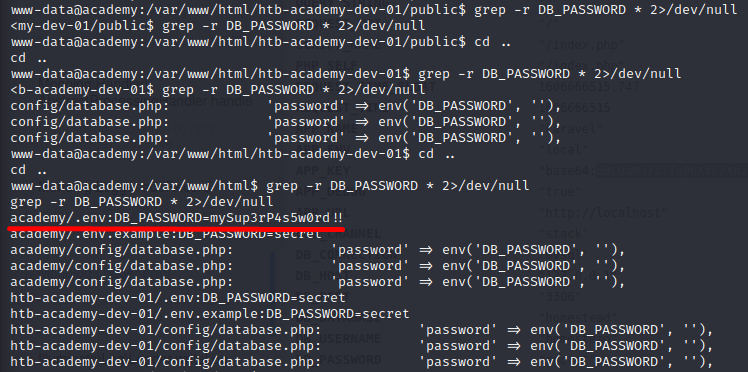 www-data@academy:/var/www/html/htb-academy-dev-01/public$ grep -r DB_PASSWORD * 2>/dev/null
<my-dev-01/public$ grep -r DB_PASSWORD * 2>/dev/null
www-data@academy:/var/www/html/htb-academy-dev-01/public$ cd ..
cd ..
www-data@academy:/var/www/html/htb-academy-dev-01$ grep -r DB_PASSWORD * 2>/dev/null
<b-academy-dev-01$ grep -r DB_PASSWORD * 2>/dev/null
config/database.php:            'password' => env('DB_PASSWORD', ''),
config/database.php:            'password' => env('DB_PASSWORD', ''),
config/database.php:            'password' => env('DB_PASSWORD', ''),
www-data@academy:/var/www/html/htb-academy-dev-01$ cd ..
cd ..
www-data@academy:/var/www/html$ grep -r DB_PASSWORD * 2>/dev/null
grep -r DB_PASSWORD * 2>/dev/null
academy/.env:DB_PASSWORD=mySup3rP4s5w0rd!!
academy/.env.example:DB_PASSWORD=secret
academy/config/database.php:            'password' => env('DB_PASSWORD', ''),
academy/config/database.php:            'password' => env('DB_PASSWORD', ''),
academy/config/database.php:            'password' => env('DB_PASSWORD', ''),
htb-academy-dev-01/.env:DB_PASSWORD=secret
htb-academy-dev-01/.env.example:DB_PASSWORD=secret
htb-academy-dev-01/config/database.php:            'password' => env('DB_PASSWORD', ''),
htb-academy-dev-01/config/database.php:            'password' => env('DB_PASSWORD', ''),
htb-academy-dev-01/config/database.php:            'password' => env('DB_PASSWORD', ''),